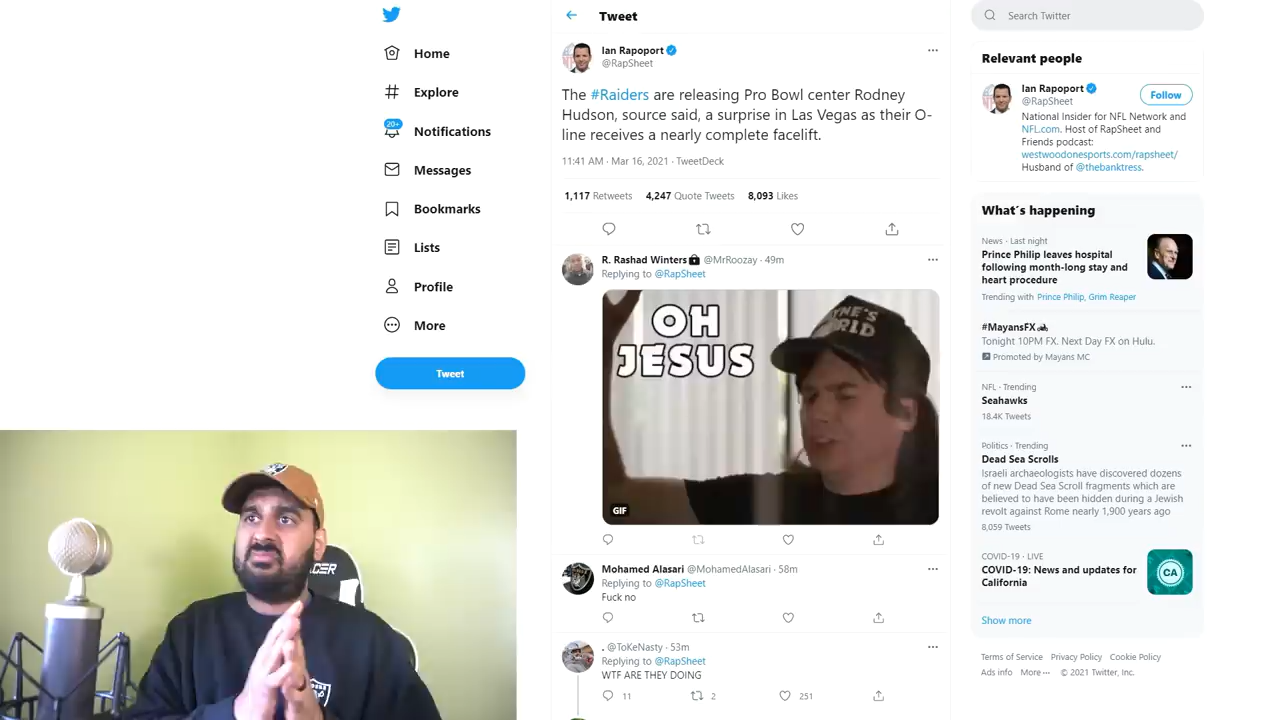 Home
Explore
20+
Notifications
Messages
Bookmarks
Lists
Profile
More
Tweet
Tweet
Ian Rapoport
@RapSheet
The #Raiders are releasing Pro Bowl center Rodney
Hudson, source said, a surprise in Las Vegas as their O-
line receives a nearly complete facelift.
11:41 AM · Mar 16, 2021 · TweetDeck
1,117 Retweets 4,247 Quote Tweets 8,093 Likes
R. Rashad Winters @MrRoozay · 49m
Replying to @RapSheet
OH
JESUS
GIF
Mohamed Alasari @MohamedAlasari · 58m
Replying to @RapSheet
Fuck no
. @ToKeNasty · 53m
Replying to @RapSheet
WTF ARE THEY DOING
11 2 251
Search Twitter
Relevant people
Ian Rapoport
@RapSheet
Follow
National Insider for NFL Network and
NFL.com. Host of RapSheet and
Friends podcast:
westwoodonesports.com/rapsheet/
Husband of @thebanktress.
What's happening
News · Last night
Prince Philip leaves hospital
following month-long stay and
heart procedure
Trending with Prince Philip, Grim Reaper
#MayansFX
Tonight 10PM FX. Next Day FX on Hulu.
Promoted by Mayans MC
NFL · Trending
Seahawks
18.4K Tweets
Politics · Trending
Dead Sea Scrolls
Israeli archaeologists have discovered dozens
of new Dead Sea Scroll fragments which are
believed to have been hidden during a Jewish
revolt against Rome nearly 1,900 years ago
8,059 Tweets
COVID-19 · LIVE
COVID-19: News and updates for
California
CA
Show more
Terms of Service Privacy Policy Cookie Policy
Ads info More ··· © 2021 Twitter, Inc.